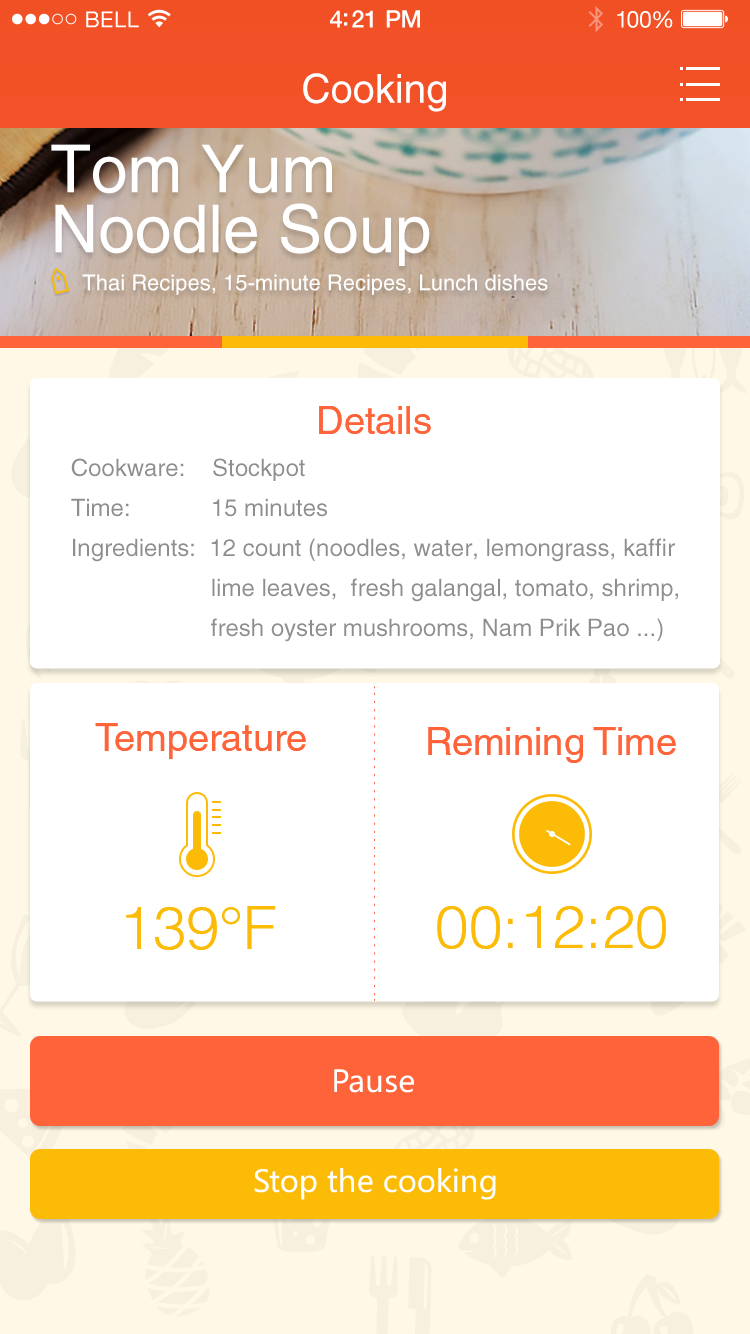 BELL 4:21 PM 100%
Cooking
Tom Yum
Noodle Soup
Thai Recipes, 15-minute Recipes, Lunch dishes
Details
Cookware: Stockpot
Time: 15 minutes
Ingredients: 12 count (noodles, water, lemongrass, kaffir
lime leaves, fresh galangal, tomato, shrimp,
fresh oyster mushrooms, Nam Prik Pao ...)
Temperature
139°F
Remining Time
00:12:20
Pause
Stop the cooking